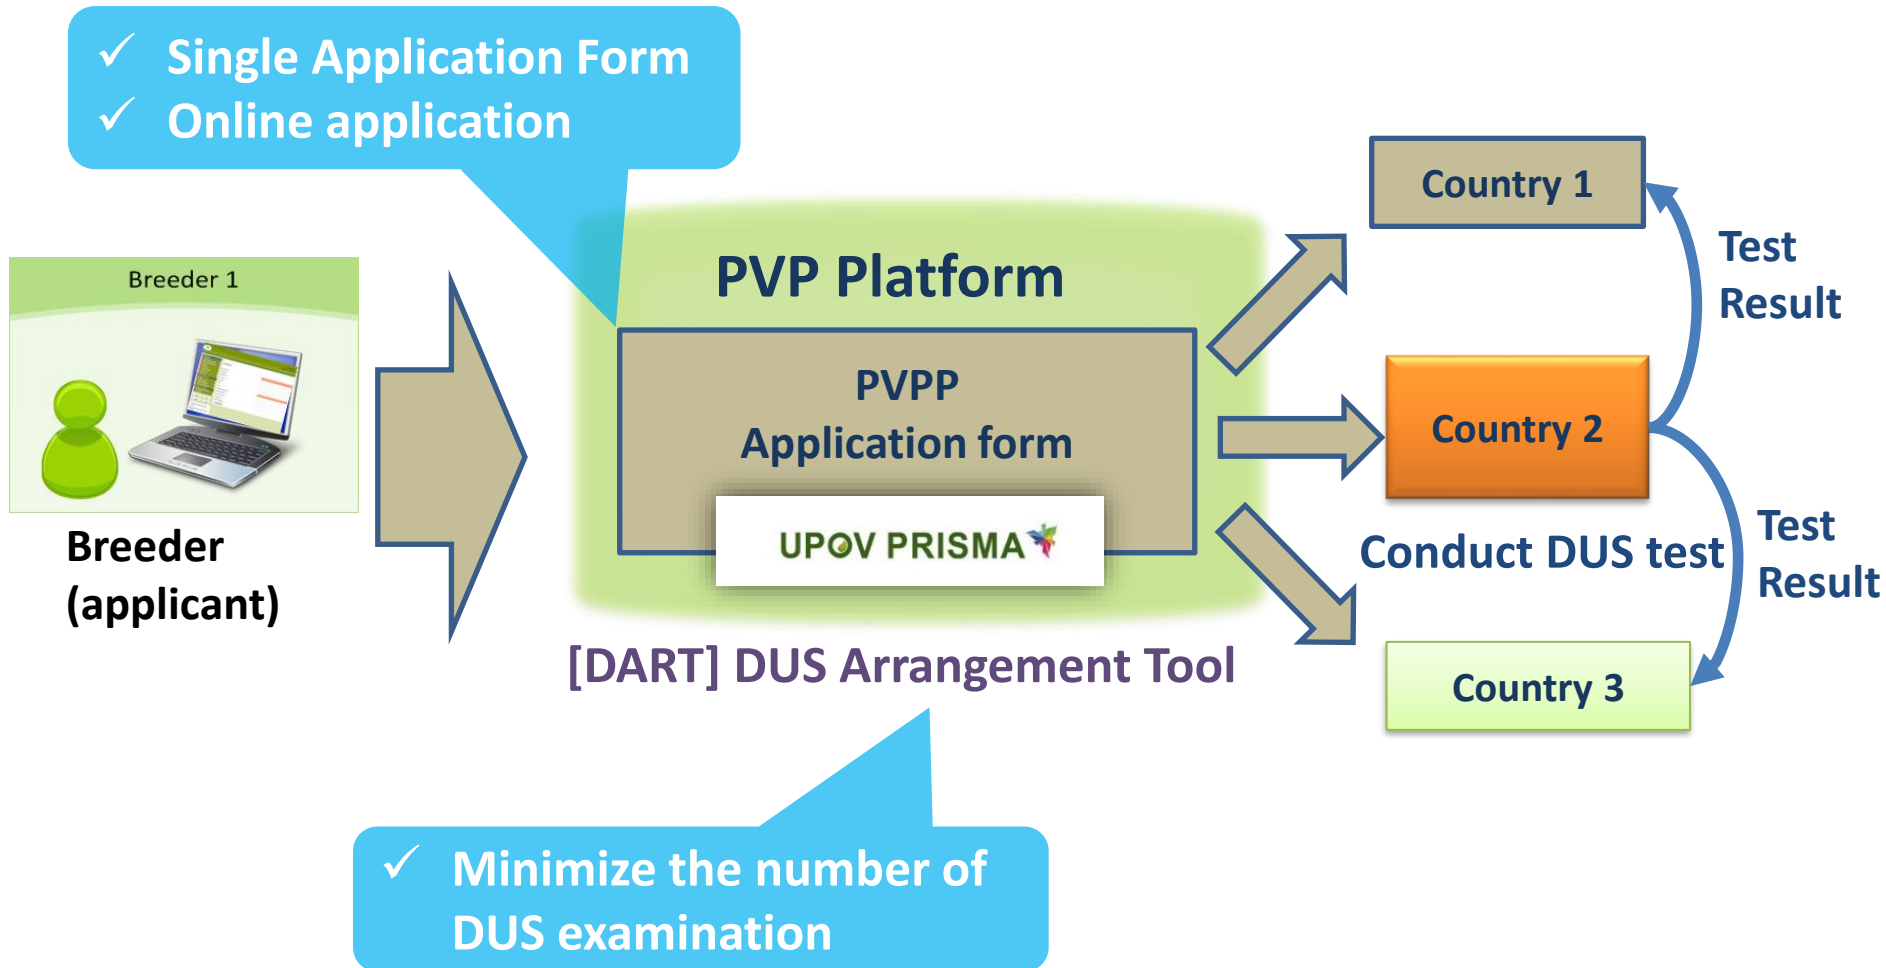 ✓ Single Application Form
✓ Online application
Breeder 1
Breeder
(applicant)
PVP Platform
PVPP
Application form
UPOV PRISMA
[DART] DUS Arrangement Tool
✓ Minimize the number of
DUS examination
Country 1
Test
Result
Country 2
Conduct DUS test
Test
Result
Country 3